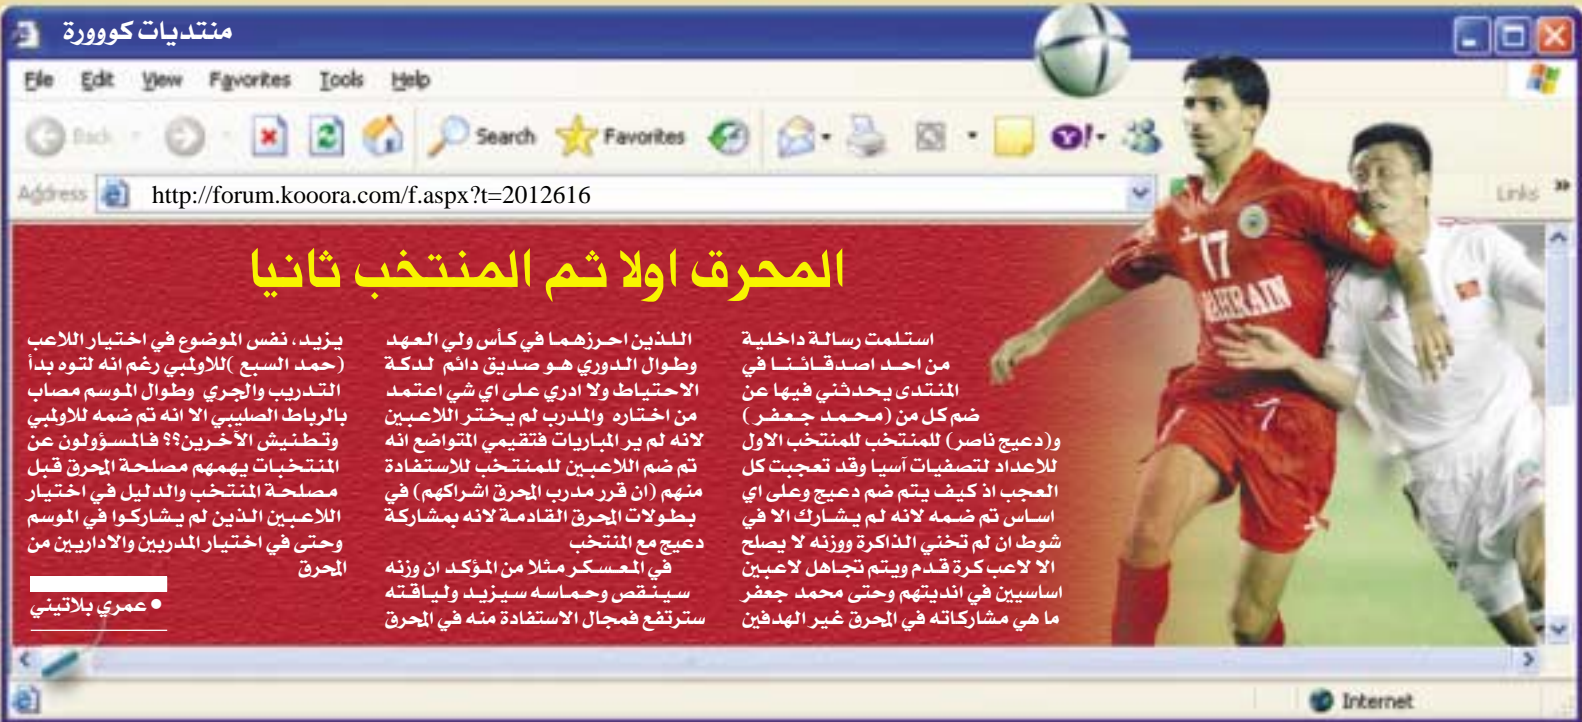 منتديات كووورة
File Edit View Favorites Tools Help
Back Search Favorites
Address http://forum.kooora.com/f.aspx?t=2012616 Links
المحرق اولا ثم المنتخب ثانيا
استلمت رسالة داخلية
من احد اصدقائنا في
المنتدى يحدثني فيها عن
ضم كل من (محمد جعفر)
و(دعيج ناصر) للمنتخب للمنتخب الاول
للاعداد لتصفيات آسيا وقد تعجبت كل
العجب اذ كيف يتم ضم دعيج وعلى اي
اساس تم ضمه لانه لم يشارك الا في
شوط ان لم تخني الذاكرة ووزنه لا يصلح
الا لاعب كرة قدم ويتم تجاهل لاعبين
اساسيين في انديتهم وحتى محمد جعفر
ما هي مشاركاته في المحرق غير الهدفين
اللذين احرزهما في كأس ولي العهد
وطوال الدوري هو صديق دائم لدكة
الاحتياط ولا ادري على اي شي اعتمد
من اختاره والمدرب لم يختر اللاعبين
لانه لم ير المباريات فتقيمي المتواضع انه
تم ضم اللاعبين للمنتخب للاستفادة
منهم (ان قرر مدرب المحرق اشراكهم) في
بطولات المحرق القادمة لانه بمشاركة
دعيج مع المنتخب
في المعسكر مثلا من المؤكد ان وزنه
سينقص وحماسه سيزيد ولياقته
سترتفع فمجال الاستفادة منه في المحرق
يزيد، نفس الموضوع في اختيار اللاعب
(حمد السبع )للاولمبي رغم انه لتوه بدأ
التدريب والجري وطوال الموسم مصاب
بالرباط الصليبي الا انه تم ضمه للاولمبي
وتطنيش الآخرين؟؟ فالمسؤولون عن
المنتخبات يهمهم مصلحة المحرق قبل
مصلحة المنتخب والدليل في اختيار
اللاعبين الذين لم يشاركوا في الموسم
وحتى في اختيار المدربين والاداريين من
المحرق
● عمري بلاتيني
17
BAHRAIN
7
Internet